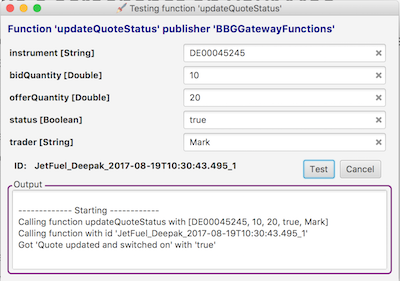 Testing function 'updateQuoteStatus'
Function 'updateQuoteStatus' publisher 'BBGGatewayFunctions'
instrument [String] DE00045245
bidQuantity [Double] 10
offerQuantity [Double] 20
status [Boolean] true
trader [String] Mark
ID: JetFuel_Deepak_2017-08-19T10:30:43.495_1 Test Cancel
Output
------------- Starting ------------
Calling function updateQuoteStatus with [DE00045245, 10, 20, true, Mark]
Calling function with id 'JetFuel_Deepak_2017-08-19T10:30:43.495_1'
Got 'Quote updated and switched on' with 'true'